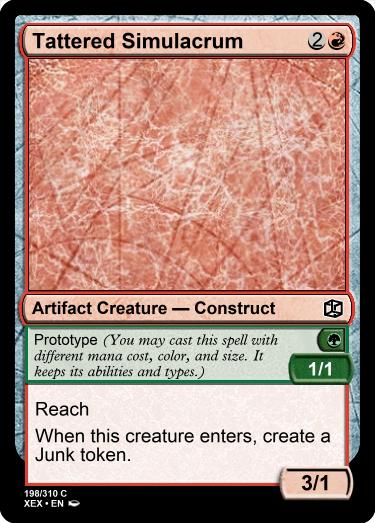 Tattered Simulacrum 2
Artifact Creature — Construct
Prototype (You may cast this spell with
different mana cost, color, and size. It
keeps its abilities and types.)
1/1
Reach
When this creature enters, create a
Junk token.
3/1
198/310 C
XEX • EN